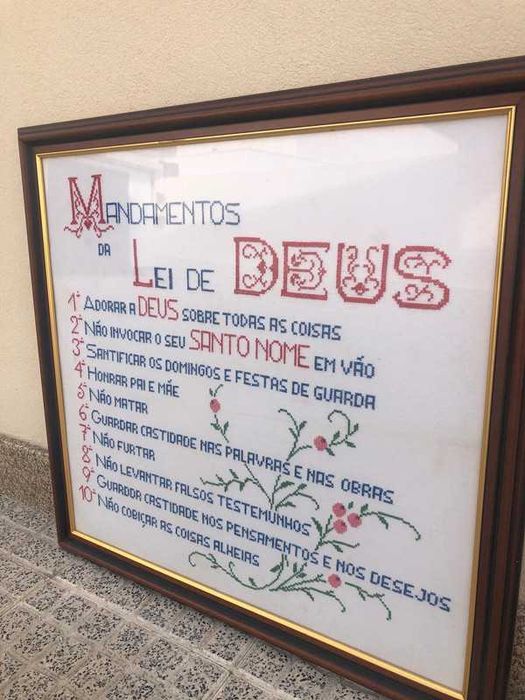 MANDAMENTOS
DA
LEI DE DEUS
1º ADORAR A DEUS SOBRE TODAS AS COISAS
2º NÃO INVOCAR O SEU SANTO NOME EM VÃO
3º SANTIFICAR OS DOMINGOS E FESTAS DE GUARDA
4º HONRAR PAI E MÃE
5º NÃO MATAR
6º GUARDAR CASTIDADE NAS PALAVRAS E NAS OBRAS
7º NÃO FURTAR
8º NÃO LEVANTAR FALSOS TESTEMUNHOS
9º GUARDDA CASTIDADE NOS PENSAMENTOS E NOS DESEJOS
10º NÃO COBIÇAR AS COISAS ALHEIAS